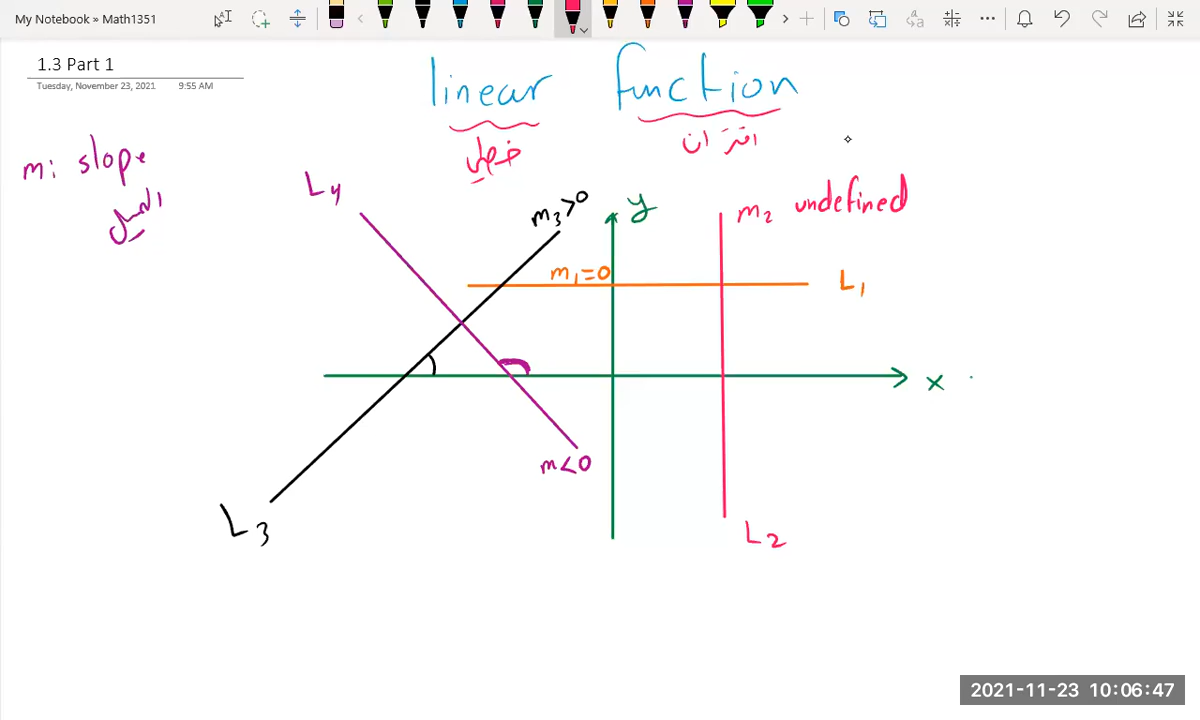 My Notebook » Math1351
1.3 Part 1
Tuesday, November 23, 2021 9:55 AM
linear function
خطي اقتران
m: slope
الميل
L4
m3>0
y
m2 undefined
m1=0
L1
x
m<0
L3
L2
2021-11-23 10:06:47